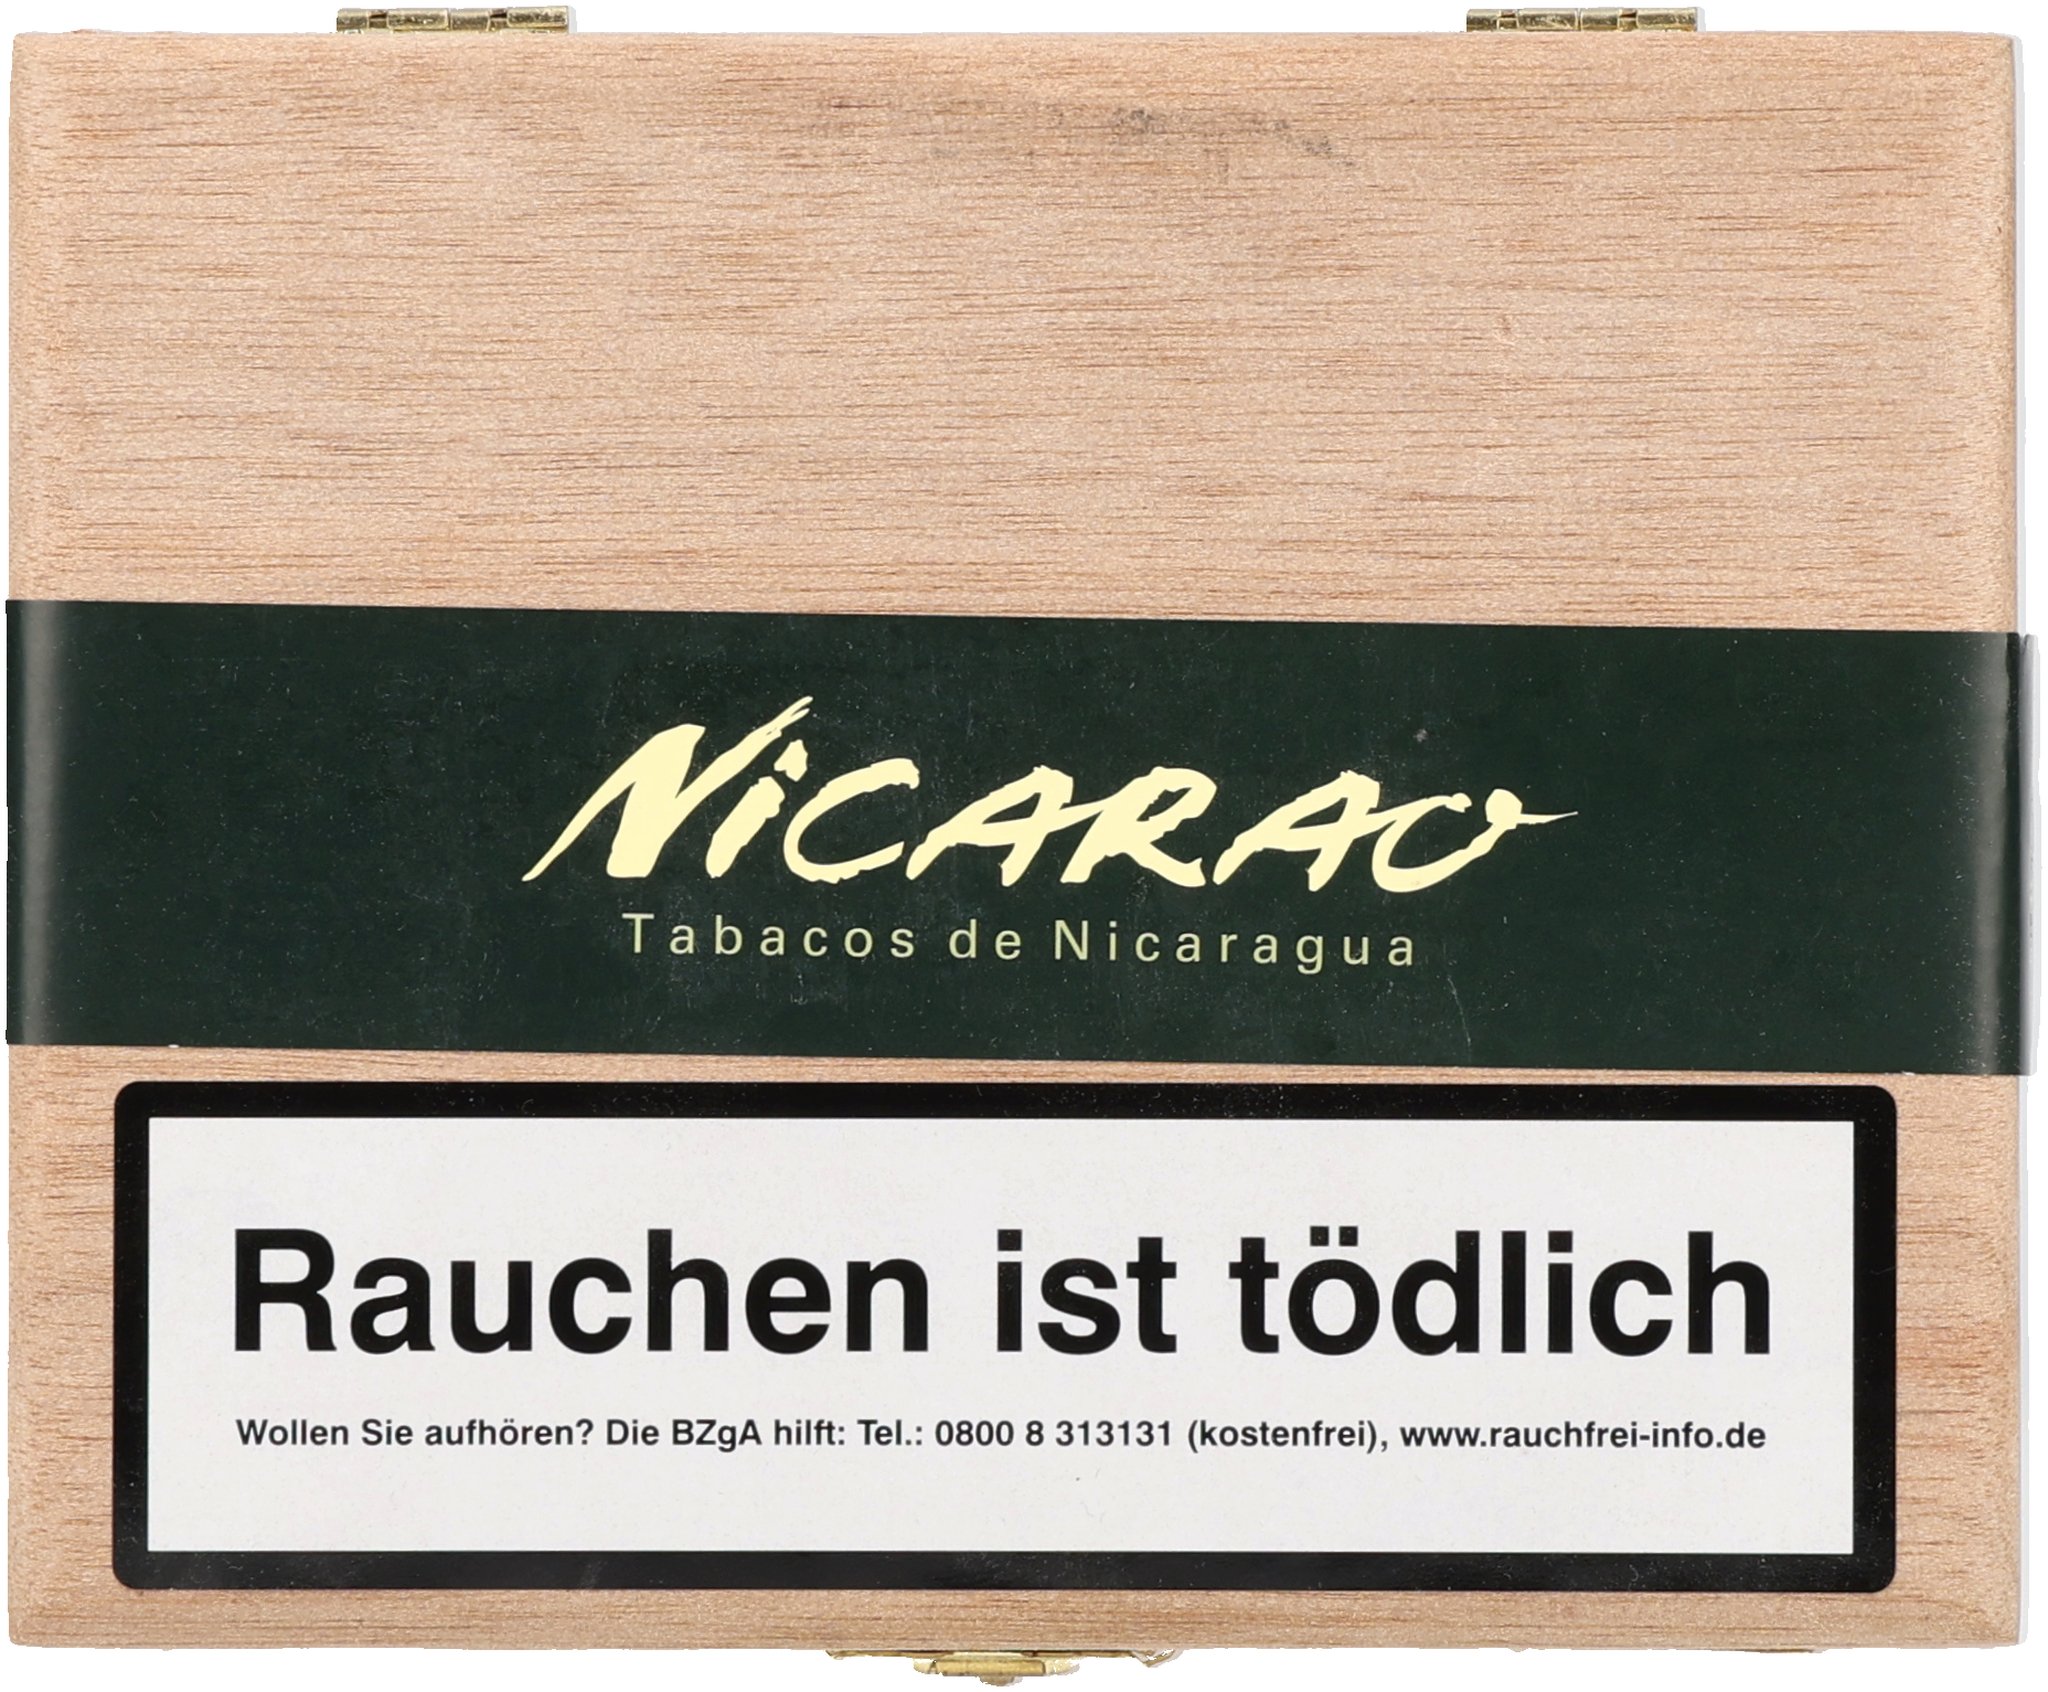 NiCARAO
Tabacos de Nicaragua
Rauchen ist tödlich
Wollen Sie aufhören? Die BZgA hilft: Tel.: 0800 8 313131 (kostenfrei), www.rauchfrei-info.de